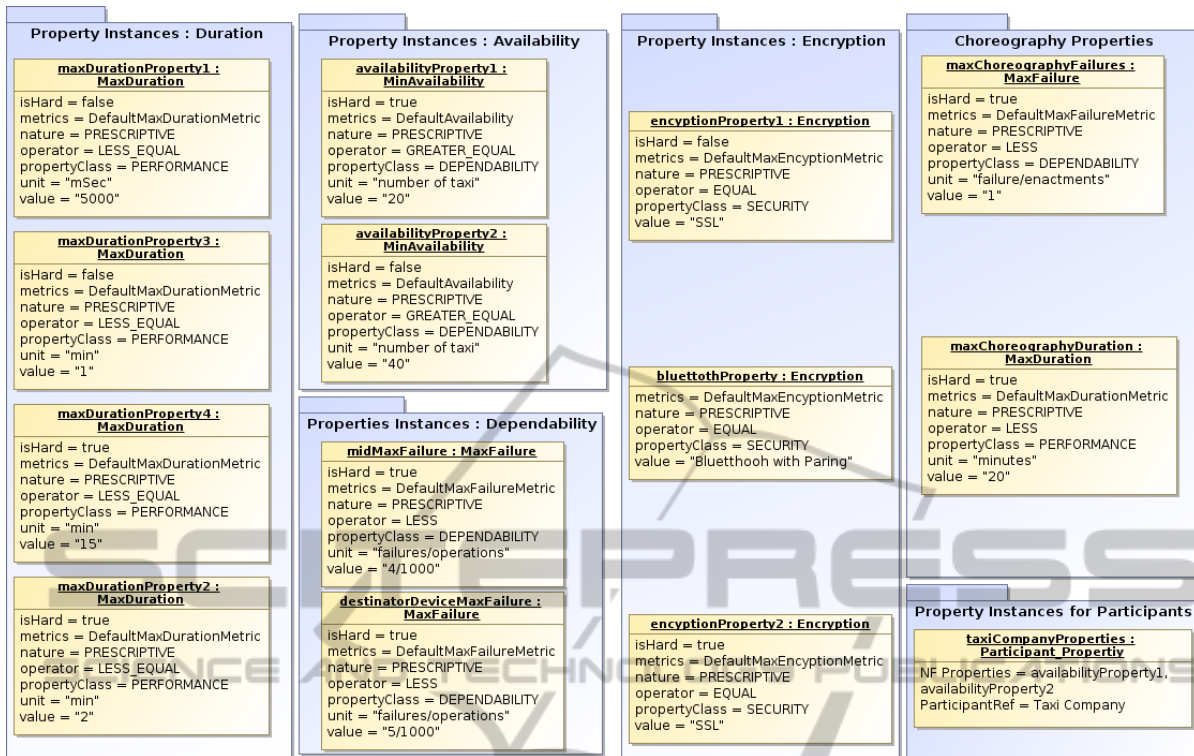 Property Instances : Duration
maxDurationProperty1 :
MaxDuration
isHard = false
metrics = DefaultMaxDurationMetric
nature = PRESCRIPTIVE
operator = LESS_EQUAL
propertyClass = PERFORMANCE
unit = "mSec"
value = "5000"
maxDurationProperty3 :
MaxDuration
isHard = false
metrics = DefaultMaxDurationMetric
nature = PRESCRIPTIVE
operator = LESS_EQUAL
propertyClass = PERFORMANCE
unit = "min"
value = "1"
maxDurationProperty4 :
MaxDuration
isHard = true
metrics = DefaultMaxDurationMetric
nature = PRESCRIPTIVE
operator = LESS_EQUAL
propertyClass = PERFORMANCE
unit = "min"
value = "15"
maxDurationProperty2 :
MaxDuration
isHard = true
metrics = DefaultMaxDurationMetric
nature = PRESCRIPTIVE
operator = LESS_EQUAL
propertyClass = PERFORMANCE
unit = "min"
value = "2"
Property Instances : Availability
availabilityProperty1 :
MinAvailability
isHard = true
metrics = DefaultAvailability
nature = PRESCRIPTIVE
operator = GREATER_EQUAL
propertyClass = DEPENDABILITY
unit = "number of taxi"
value = "20"
availabilityProperty2 :
MinAvailability
isHard = false
metrics = DefaultAvailability
nature = PRESCRIPTIVE
operator = GREATER_EQUAL
propertyClass = DEPENDABILITY
unit = "number of taxi"
value = "40"
Properties Instances : Dependability
midMaxFailure : MaxFailure
isHard = true
metrics = DefaultMaxFailureMetric
nature = PRESCRIPTIVE
operator = LESS
propertyClass = DEPENDABILITY
unit = "failures/operations"
value = "4/1000"
destinatorDeviceMaxFailure :
MaxFailure
isHard = true
metrics = DefaultMaxFailureMetric
nature = PRESCRIPTIVE
operator = LESS
propertyClass = DEPENDABILITY
unit = "failures/operations"
value = "5/1000"
Property Instances : Encryption
encyptionProperty1 : Encryption
isHard = false
metrics = DefaultMaxEncyptionMetric
nature = PRESCRIPTIVE
operator = EQUAL
propertyClass = SECURITY
value = "SSL"
bluettothProperty : Encryption
metrics = DefaultMaxEncyptionMetric
nature = PRESCRIPTIVE
operator = EQUAL
propertyClass = SECURITY
value = "Bluetthooh with Paring"
encyptionProperty2 : Encryption
isHard = true
metrics = DefaultMaxEncyptionMetric
nature = PRESCRIPTIVE
operator = EQUAL
propertyClass = SECURITY
value = "SSL"
Choreography Properties
maxChoreographyFailures :
MaxFailure
isHard = true
metrics = DefaultMaxFailureMetric
nature = PRESCRIPTIVE
operator = LESS
propertyClass = DEPENDABILITY
unit = "failure/enactments"
value = "1"
maxChoreographyDuration :
MaxDuration
isHard = true
metrics = DefaultMaxDurationMetric
nature = PRESCRIPTIVE
operator = LESS
propertyClass = PERFORMANCE
unit = "minutes"
value = "20"
Property Instances for Participants
taxiCompanyProperties :
Participant_Propertiy
NF Properties = availabilityProperty1,
availabilityProperty2
ParticipantRef = Taxi Company
SCITEPRESS
SCIENCE AND TECHNOLOGY PUBLICATIONS